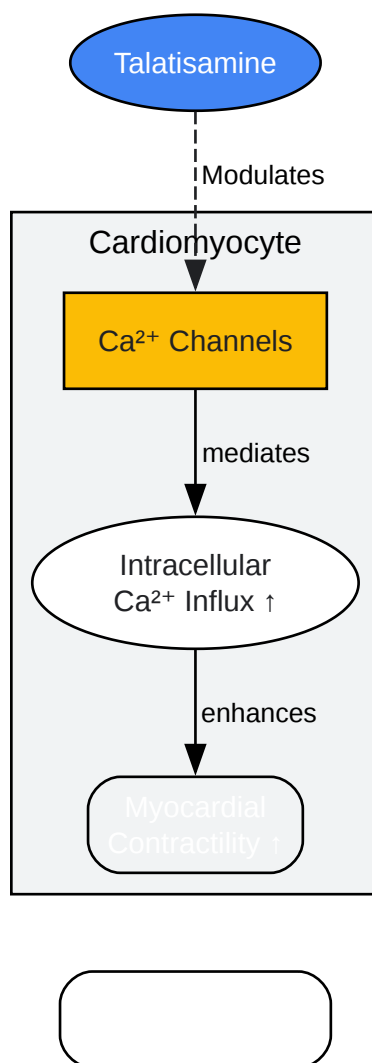 Talatisamine
Modulates
Cardiomyocyte
Ca²⁺ Channels
mediates
Intracellular
Ca²⁺ Influx ↑
enhances
Myocardial
Contractility ↑